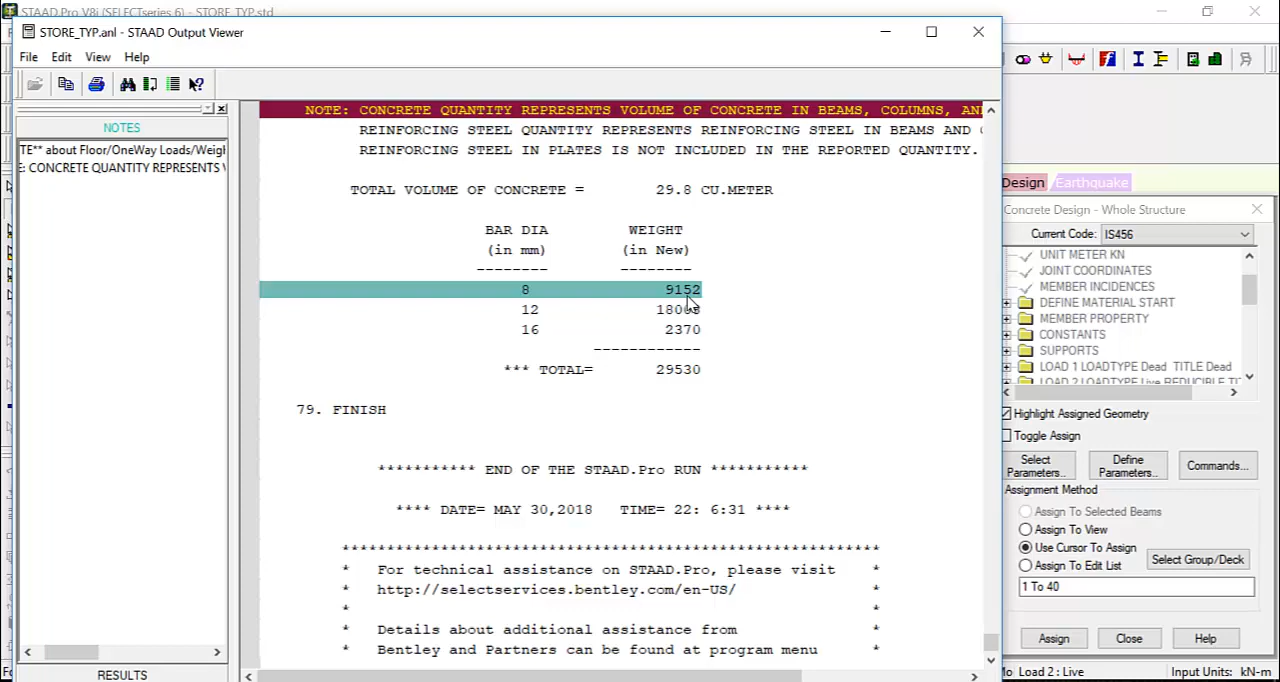 STAAD.Pro V8i (SELECTseries 6) - STORE_TYP.std
STORE_TYP.anl - STAAD Output Viewer
File Edit View Help
NOTES
TE** about Floor/OneWay Loads/Weigh
E: CONCRETE QUANTITY REPRESENTS V
RESULTS
NOTE: CONCRETE QUANTITY REPRESENTS VOLUME OF CONCRETE IN BEAMS, COLUMNS, AN
REINFORCING STEEL QUANTITY REPRESENTS REINFORCING STEEL IN BEAMS AND
REINFORCING STEEL IN PLATES IS NOT INCLUDED IN THE REPORTED QUANTITY.
TOTAL VOLUME OF CONCRETE = 29.8 CU.METER
BAR DIA WEIGHT
(in mm) (in New)
-------- --------
8 9152
12
16 2370
------------
*** TOTAL= 29530
79. FINISH
*********** END OF THE STAAD.Pro RUN ***********
**** DATE= MAY 30,2018 TIME= 22: 6:31 ****
************************************************************
* For technical assistance on STAAD.Pro, please visit *
* http://selectservices.bentley.com/en-US/ *
* *
* Details about additional assistance from *
* Bentley and Partners can be found at program menu *
Design Earthquake
Concrete Design - Whole Structure
Current Code: IS456
UNIT METER KN
JOINT COORDINATES
MEMBER INCIDENCES
DEFINE MATERIAL START
MEMBER PROPERTY
CONSTANTS
SUPPORTS
LOAD 1 LOADTYPE Dead TITLE Dead
LOAD 2 LOADTYPE Live REDUCIBLE TI
Highlight Assigned Geometry
Toggle Assign
Select Parameters.. Define Parameters.. Commands...
Assignment Method
Assign To Selected Beams
Assign To View
Use Cursor To Assign
Select Group/Deck
Assign To Edit List
1 To 40
Assign Close Help
Load 2 : Live Input Units: kN-m